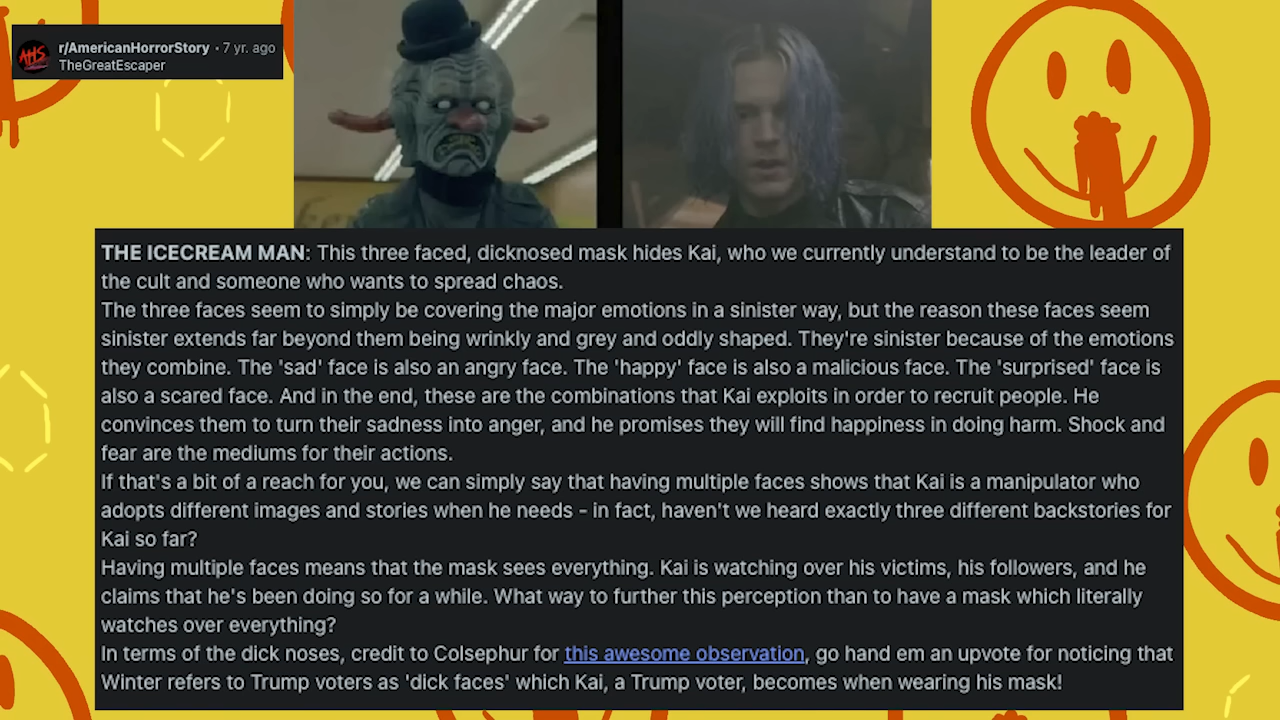 r/AmericanHorrorStory • 7 yr. ago
TheGreatEscaper
THE ICECREAM MAN: This three faced, dicknosed mask hides Kai, who we currently understand to be the leader of
the cult and someone who wants to spread chaos.
The three faces seem to simply be covering the major emotions in a sinister way, but the reason these faces seem
sinister extends far beyond them being wrinkly and grey and oddly shaped. They're sinister because of the emotions
they combine. The 'sad' face is also an angry face. The 'happy' face is also a malicious face. The 'surprised' face is
also a scared face. And in the end, these are the combinations that Kai exploits in order to recruit people. He
convinces them to turn their sadness into anger, and he promises they will find happiness in doing harm. Shock and
fear are the mediums for their actions.
If that's a bit of a reach for you, we can simply say that having multiple faces shows that Kai is a manipulator who
adopts different images and stories when he needs - in fact, haven't we heard exactly three different backstories for
Kai so far?
Having multiple faces means that the mask sees everything. Kai is watching over his victims, his followers, and he
claims that he's been doing so for a while. What way to further this perception than to have a mask which literally
watches over everything?
In terms of the dick noses, credit to Colsephur for this awesome observation, go hand em an upvote for noticing that
Winter refers to Trump voters as 'dick faces' which Kai, a Trump voter, becomes when wearing his mask!